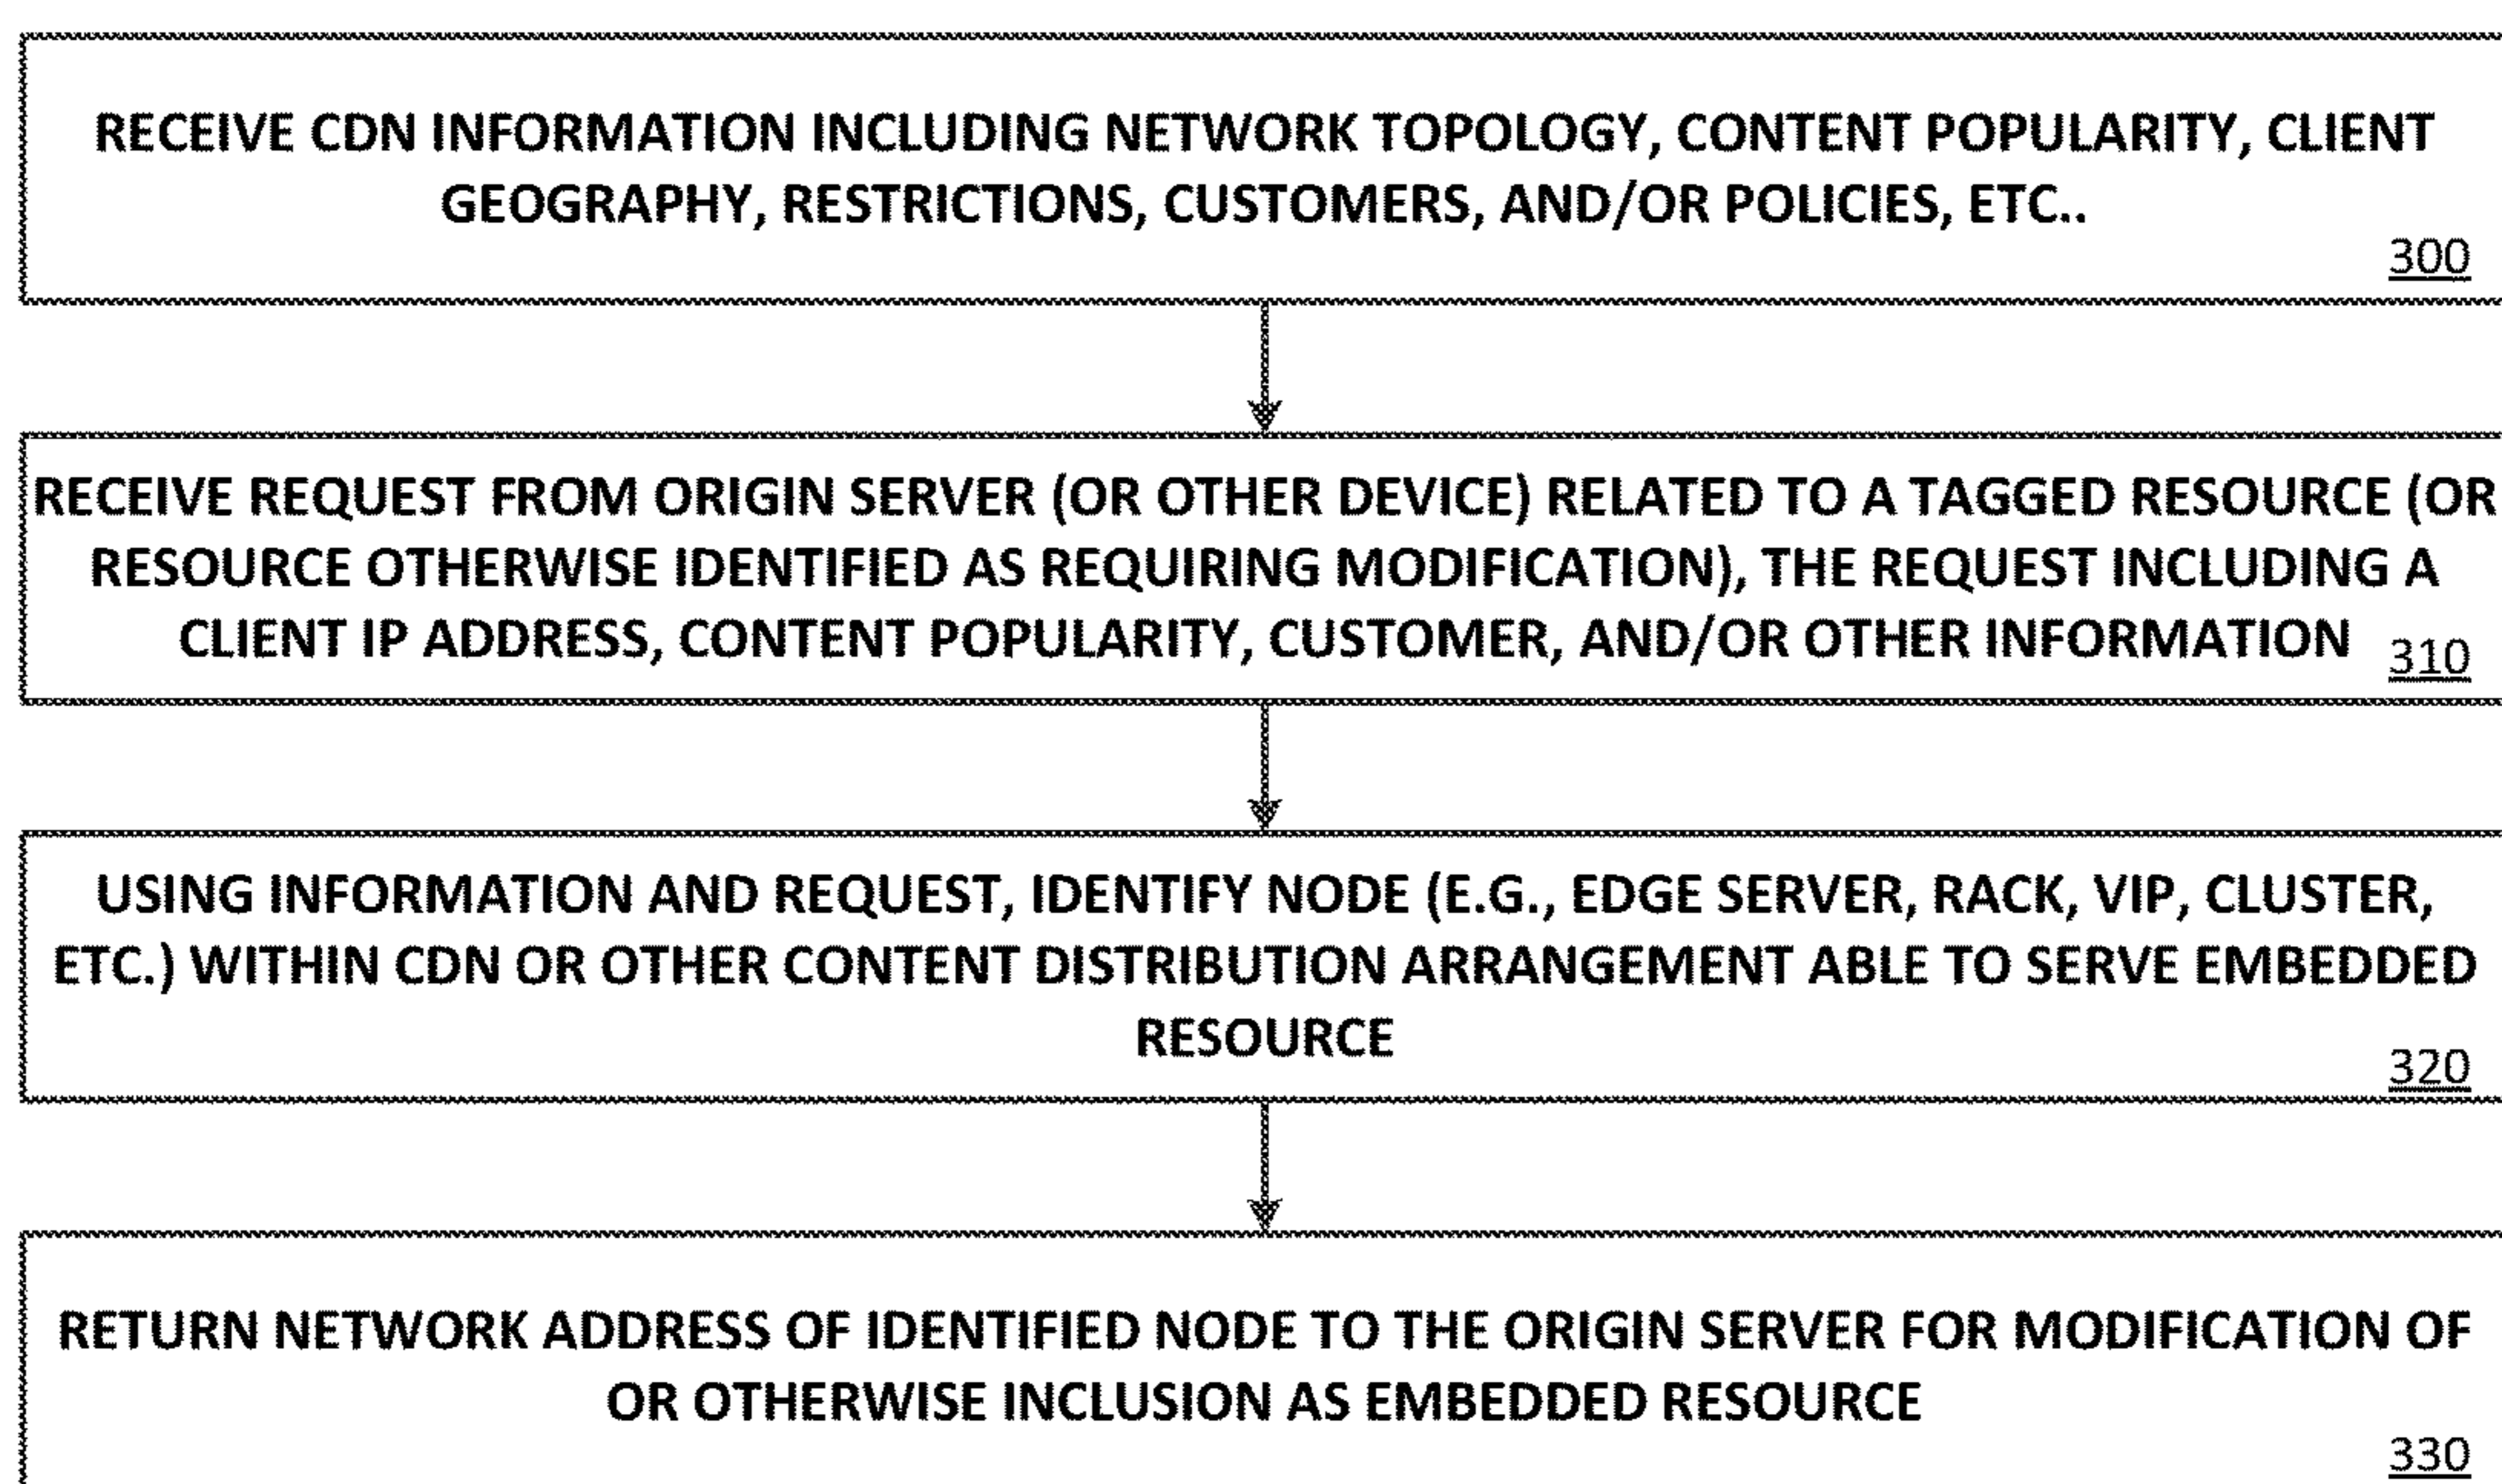 RECEIVE CDN INFORMATION INCLUDING NETWORK TOPOLOGY, CONTENT POPULARITY, CLIENT
GEOGRAPHY, RESTRICTIONS, CUSTOMERS, AND/OR POLICIES, ETC..
300
RECEIVE REQUEST FROM ORIGIN SERVER (OR OTHER DEVICE) RELATED TO A TAGGED RESOURCE (OR
RESOURCE OTHERWISE IDENTIFIED AS REQUIRING MODIFICATION), THE REQUEST INCLUDING A
CLIENT IP ADDRESS, CONTENT POPULARITY, CUSTOMER, AND/OR OTHER INFORMATION
310
USING INFORMATION AND REQUEST, IDENTIFY NODE (E.G., EDGE SERVER, RACK, VIP, CLUSTER,
ETC.) WITHIN CDN OR OTHER CONTENT DISTRIBUTION ARRANGEMENT ABLE TO SERVE EMBEDDED
RESOURCE
320
RETURN NETWORK ADDRESS OF IDENTIFIED NODE TO THE ORIGIN SERVER FOR MODIFICATION OF
OR OTHERWISE INCLUSION AS EMBEDDED RESOURCE
330